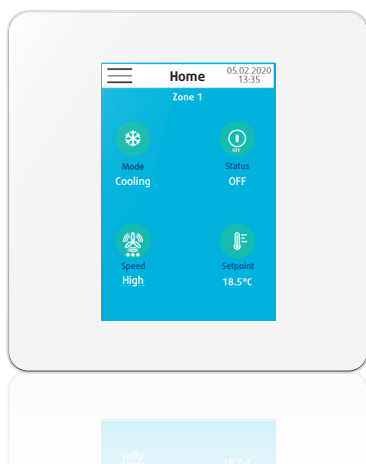 Home
05.02.2020
13:35
Zone 1
Mode
Cooling
Status
OFF
OFF
Speed
High
Setpoint
18.5°C